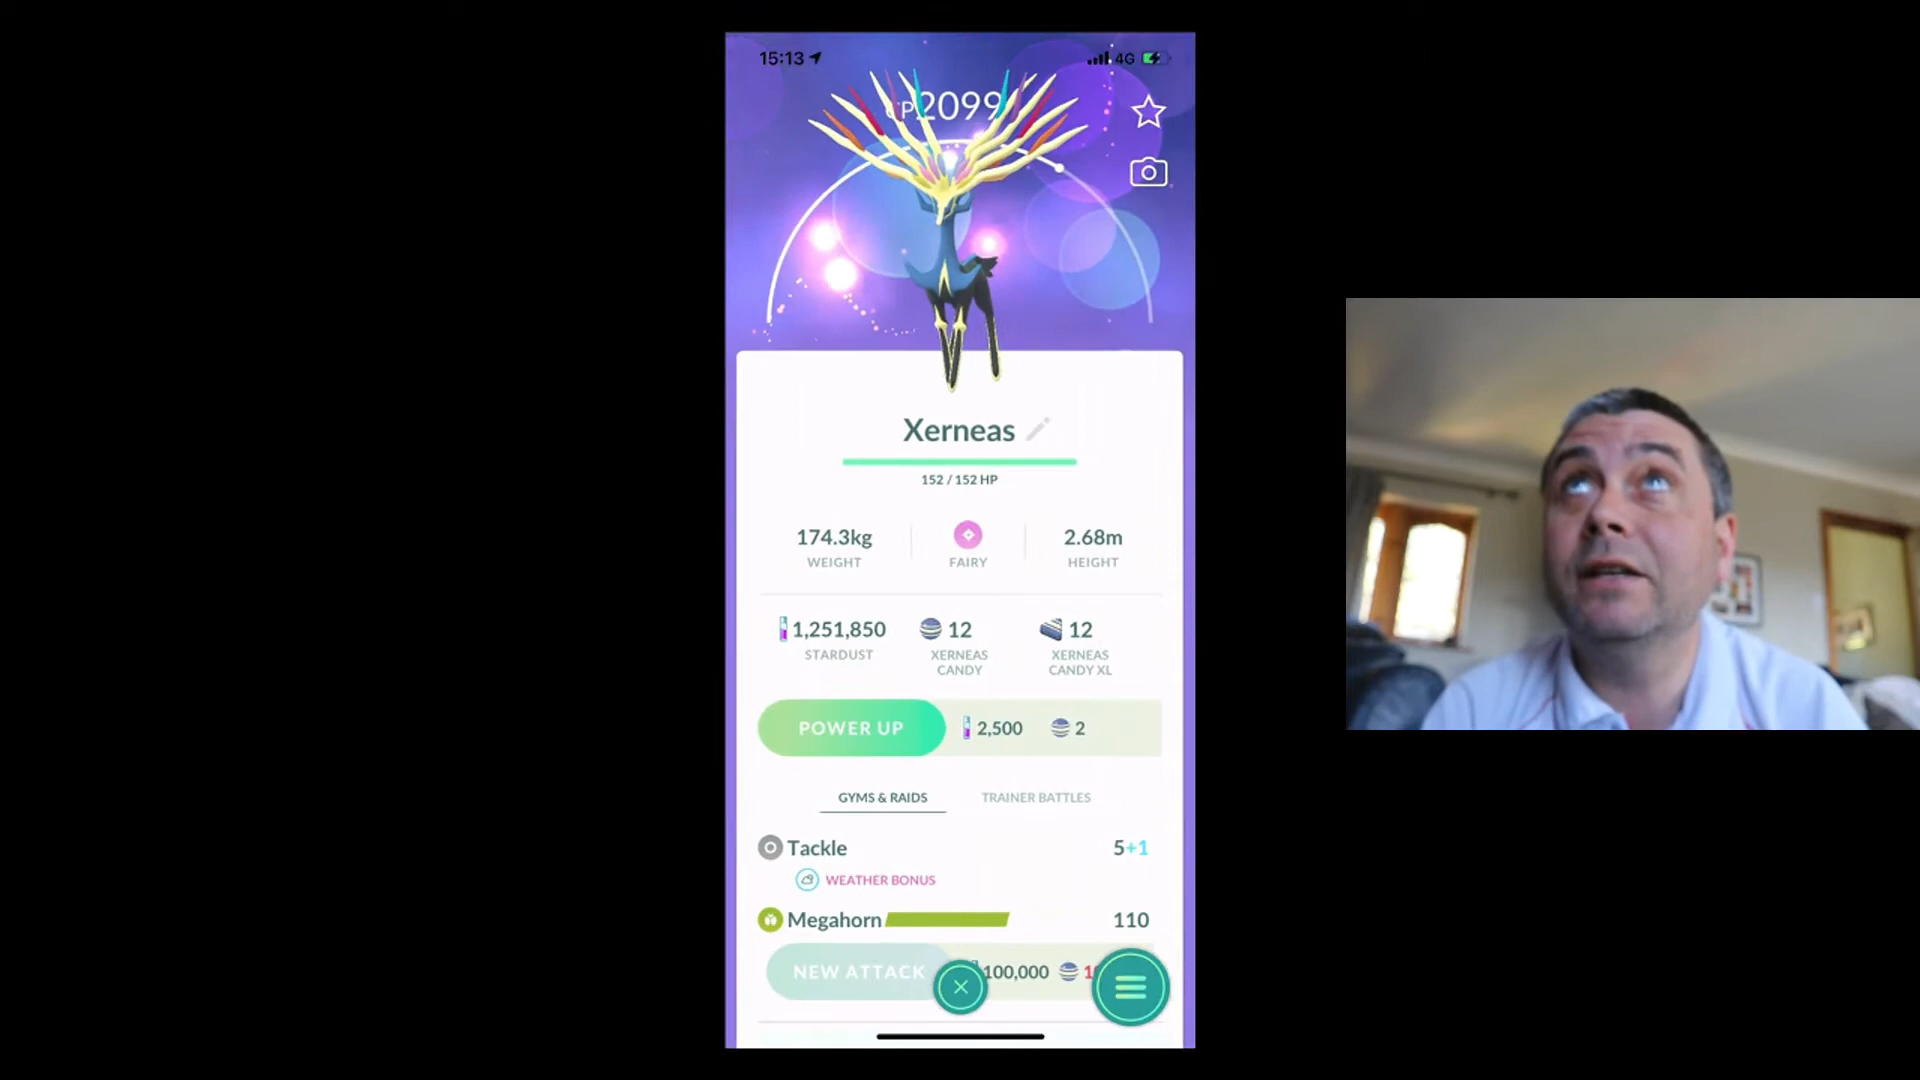 15:13
4G
CP2099
Xerneas
152 / 152 HP
174.3kg
WEIGHT
FAIRY
2.68m
HEIGHT
1,251,850
STARDUST
12
XERNEAS
CANDY
12
XERNEAS
CANDY XL
POWER UP
2,500
2
GYMS & RAIDS
TRAINER BATTLES
Tackle
5+1
WEATHER BONUS
Megahorn
110
NEW ATTACK
100,000